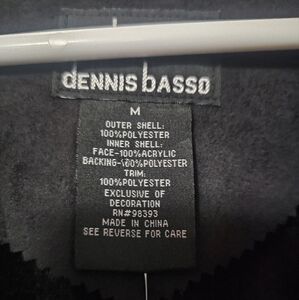 dENNIS bASSO
M
OUTER SHELL:
100%POLYESTER
INNER SHELL:
FACE-100%ACRYLIC
BACKING-100%POLYESTER
TRIM:
100%POLYESTER
EXCLUSIVE OF
DECORATION
RN#98393
MADE IN CHINA
SEE REVERSE FOR CARE